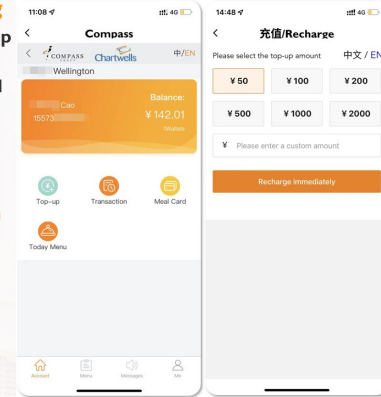 p
11:08
4G
Compass
COMPASS
GROUP
Chartwells
中/EN
Wellington
Cao
Balance:
15573
¥ 142.01
Top-up
Transaction
Meal Card
Today Menu
Account
Menu
Messages
Me
14:48
4G
充值/Recharge
Please select the top-up amount
中文 / EN
¥ 50
¥ 100
¥ 200
¥ 500
¥ 1000
¥ 2000
¥ Please enter a custom amount
Recharge immediately